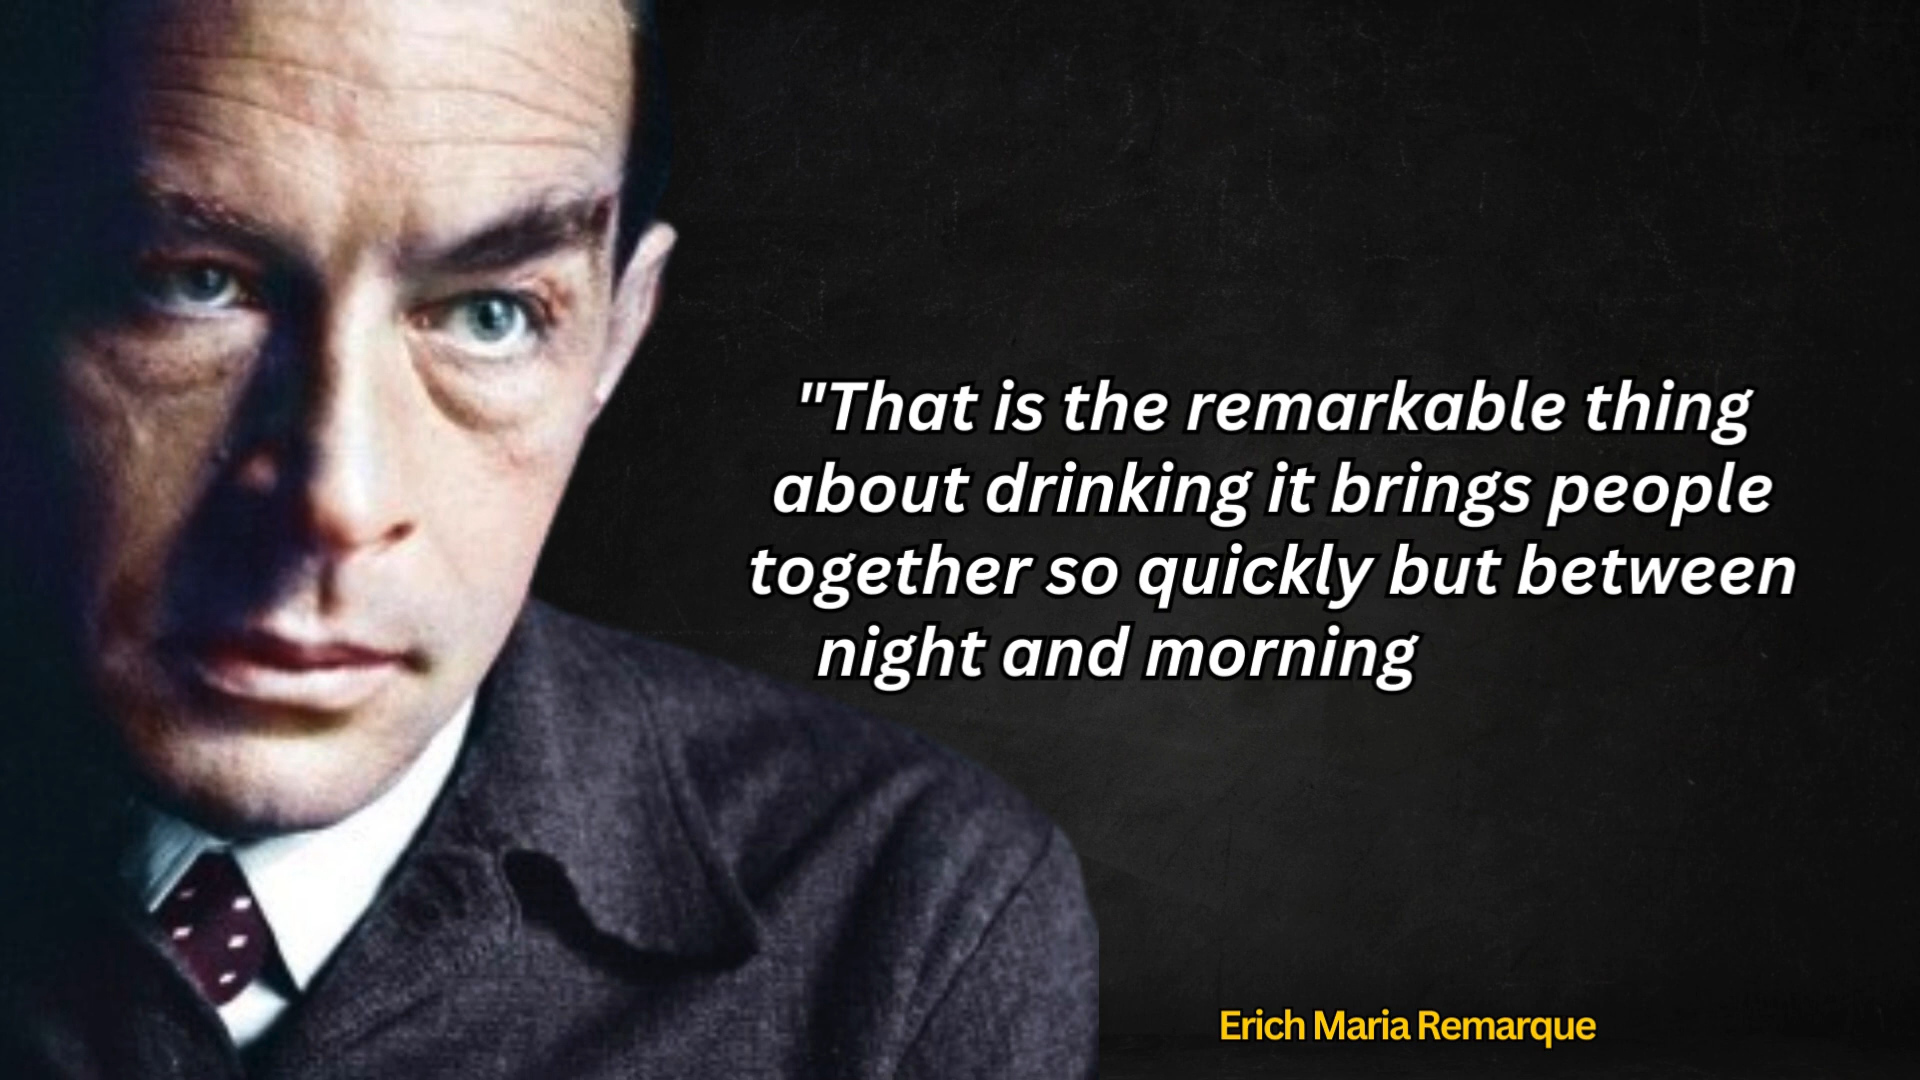 "That is the remarkable thing
about drinking it brings people
together so quickly but between
night and morning
Erich Maria Remarque